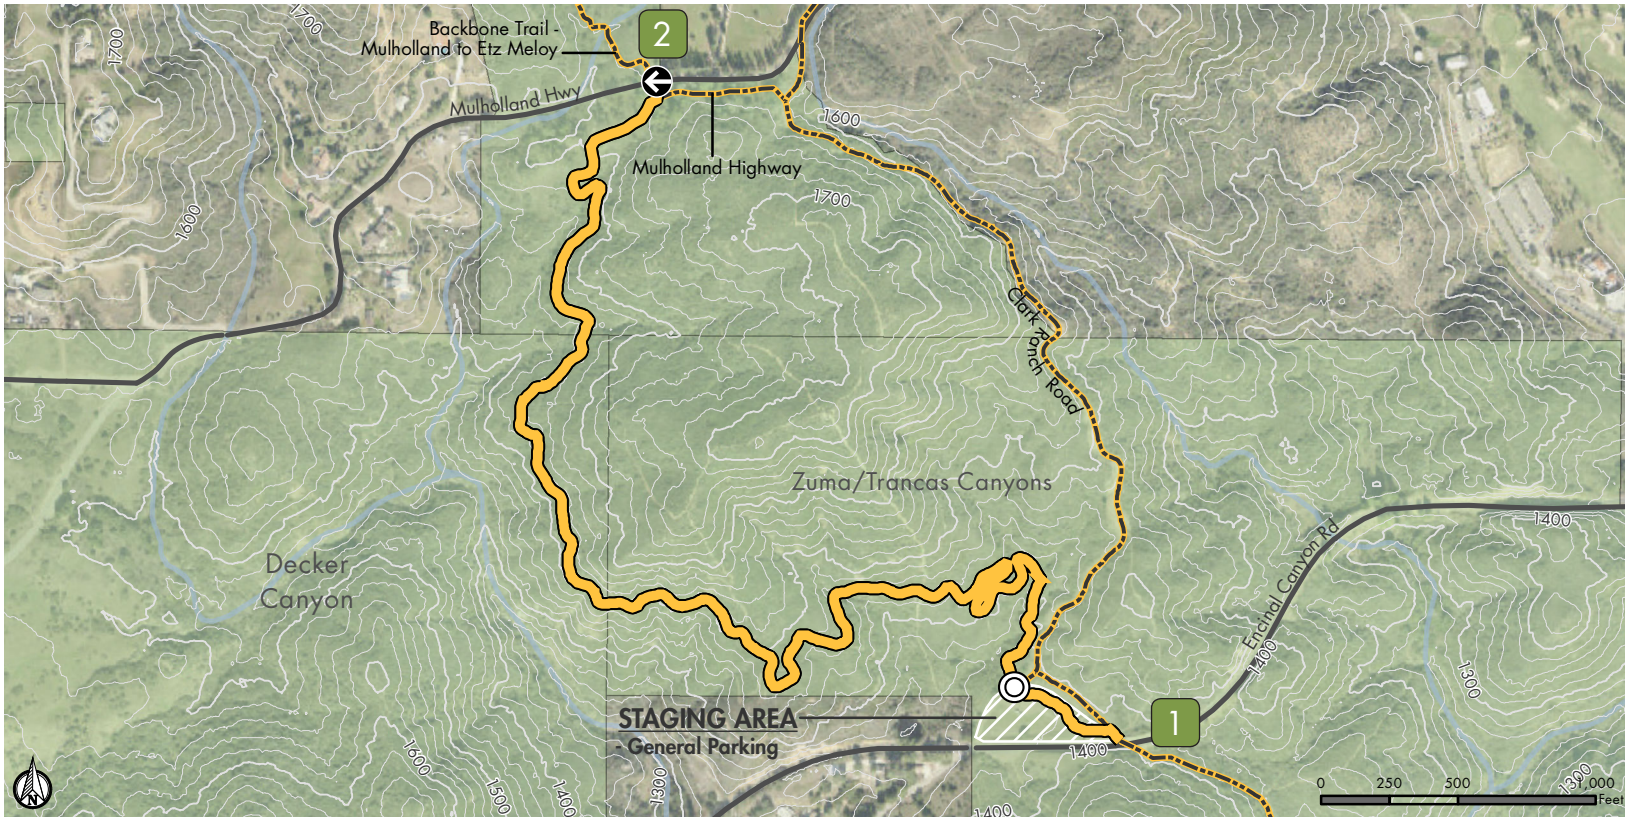 1700
1700
Backbone Trail -
Mulholland to Etz Meloy
2
Mulholland Hwy
1600
Mulholland Highway
1700
1600
Clark Ranch Road
Zuma/Trancas Canyons
1400
Decker
Canyon
Encinal Canyon Rd
1400
1300
STAGING AREA
- General Parking
1
1400
1600
1500
1400
1300
1400
1300
N
0 250 500 1,000
Feet